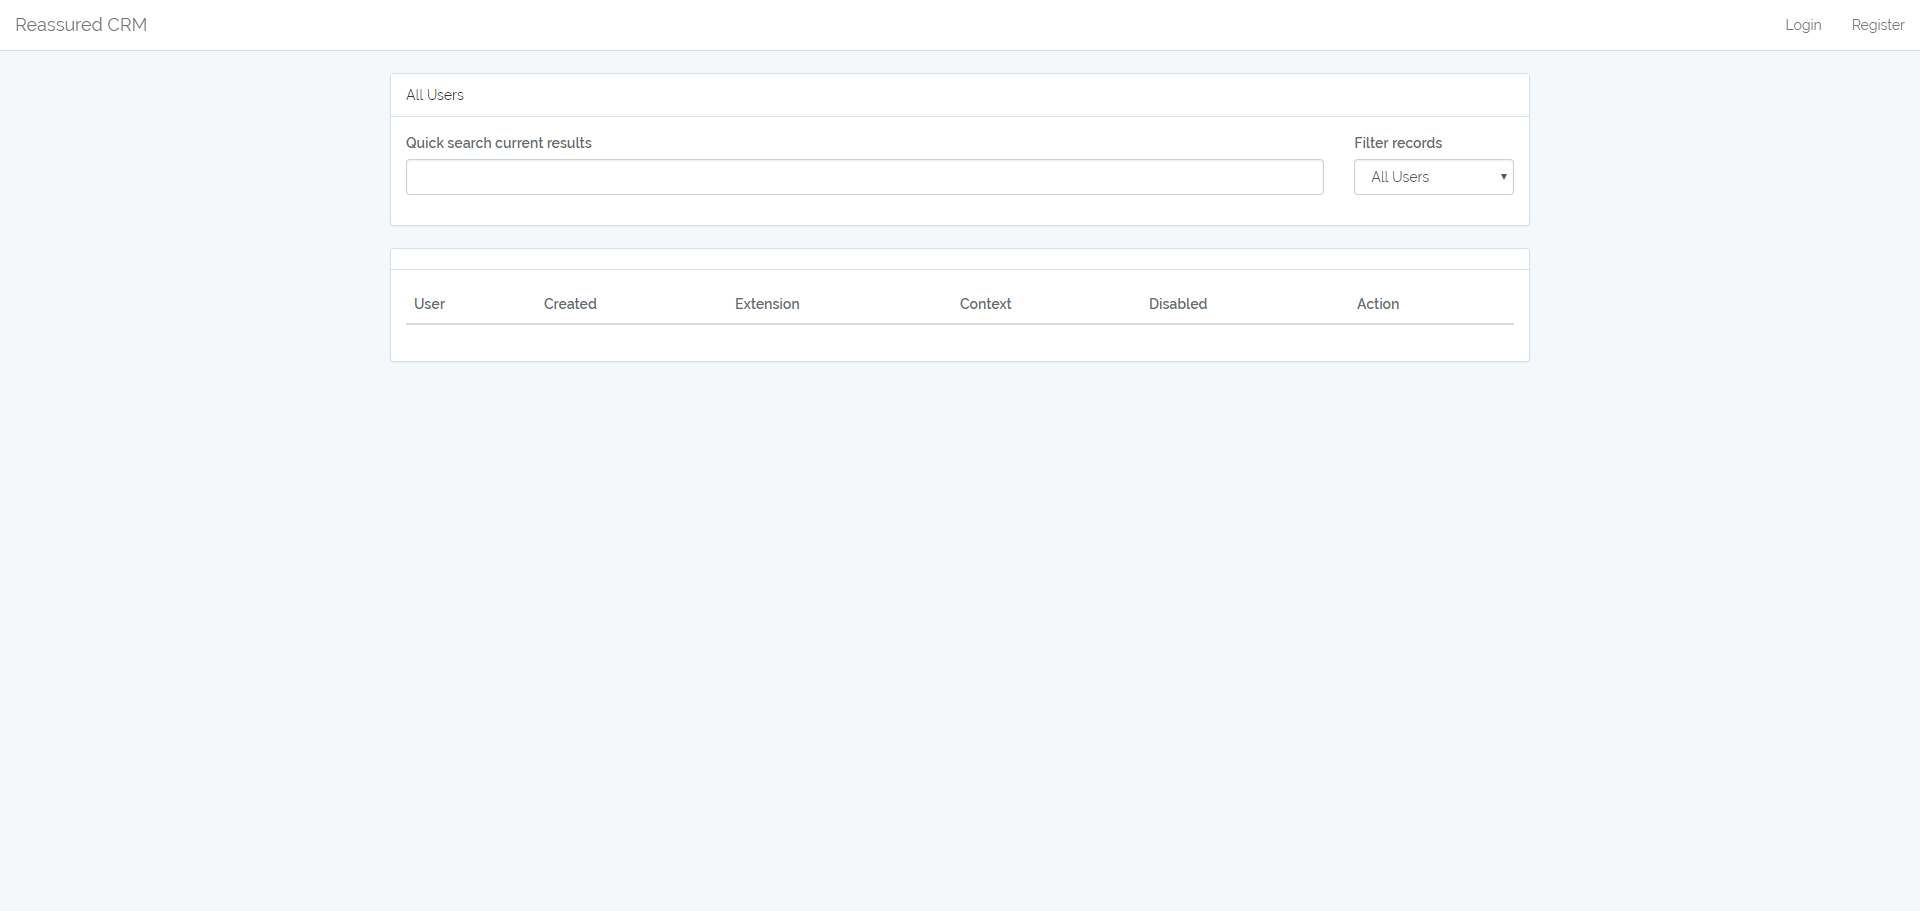 Reassured CRM Login Register
All Users
Quick search current results Filter records
All Users
User Created Extension Context Disabled Action